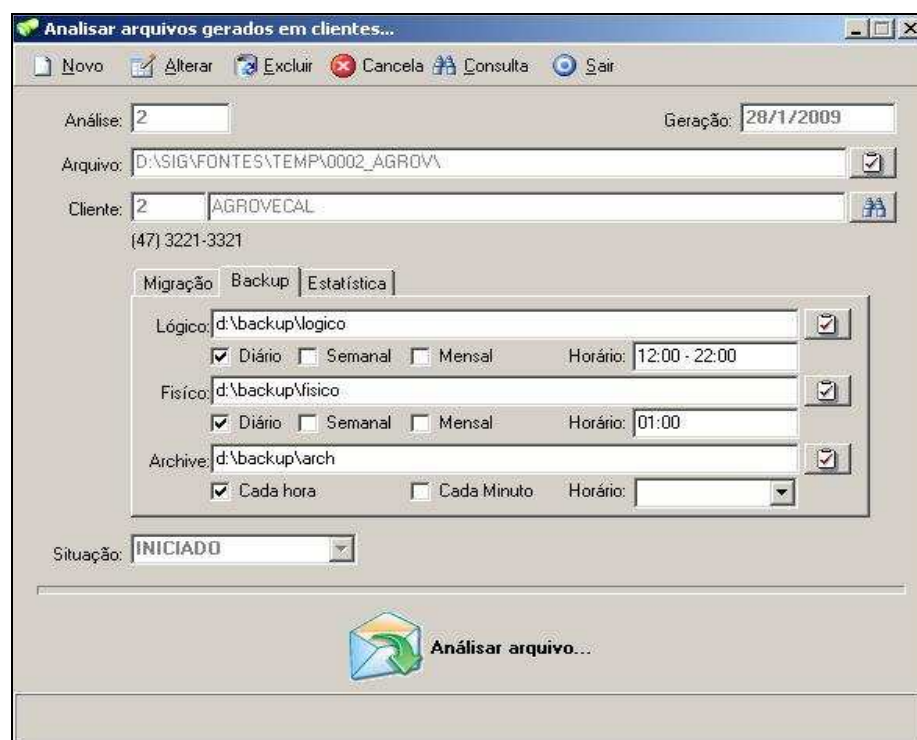 Analisar arquivos gerados em clientes...
Novo Alterar Excluir Cancela Consulta Sair
Análise: 2 Geração: 28/1/2009
Arquivo: D:\SIG\FONTES\TEMP\0002_AGROV\
Cliente: 2 AGROVECAL
(47) 3221-3321
Migração Backup Estatística
Lógico: d:\backup\logico
Diário Semanal Mensal Horário: 12:00 - 22:00
Fisíco: d:\backup\fisico
Diário Semanal Mensal Horário: 01:00
Archive: d:\backup\arch
Cada hora Cada Minuto Horário:
Situação: INICIADO
Análisar arquivo...